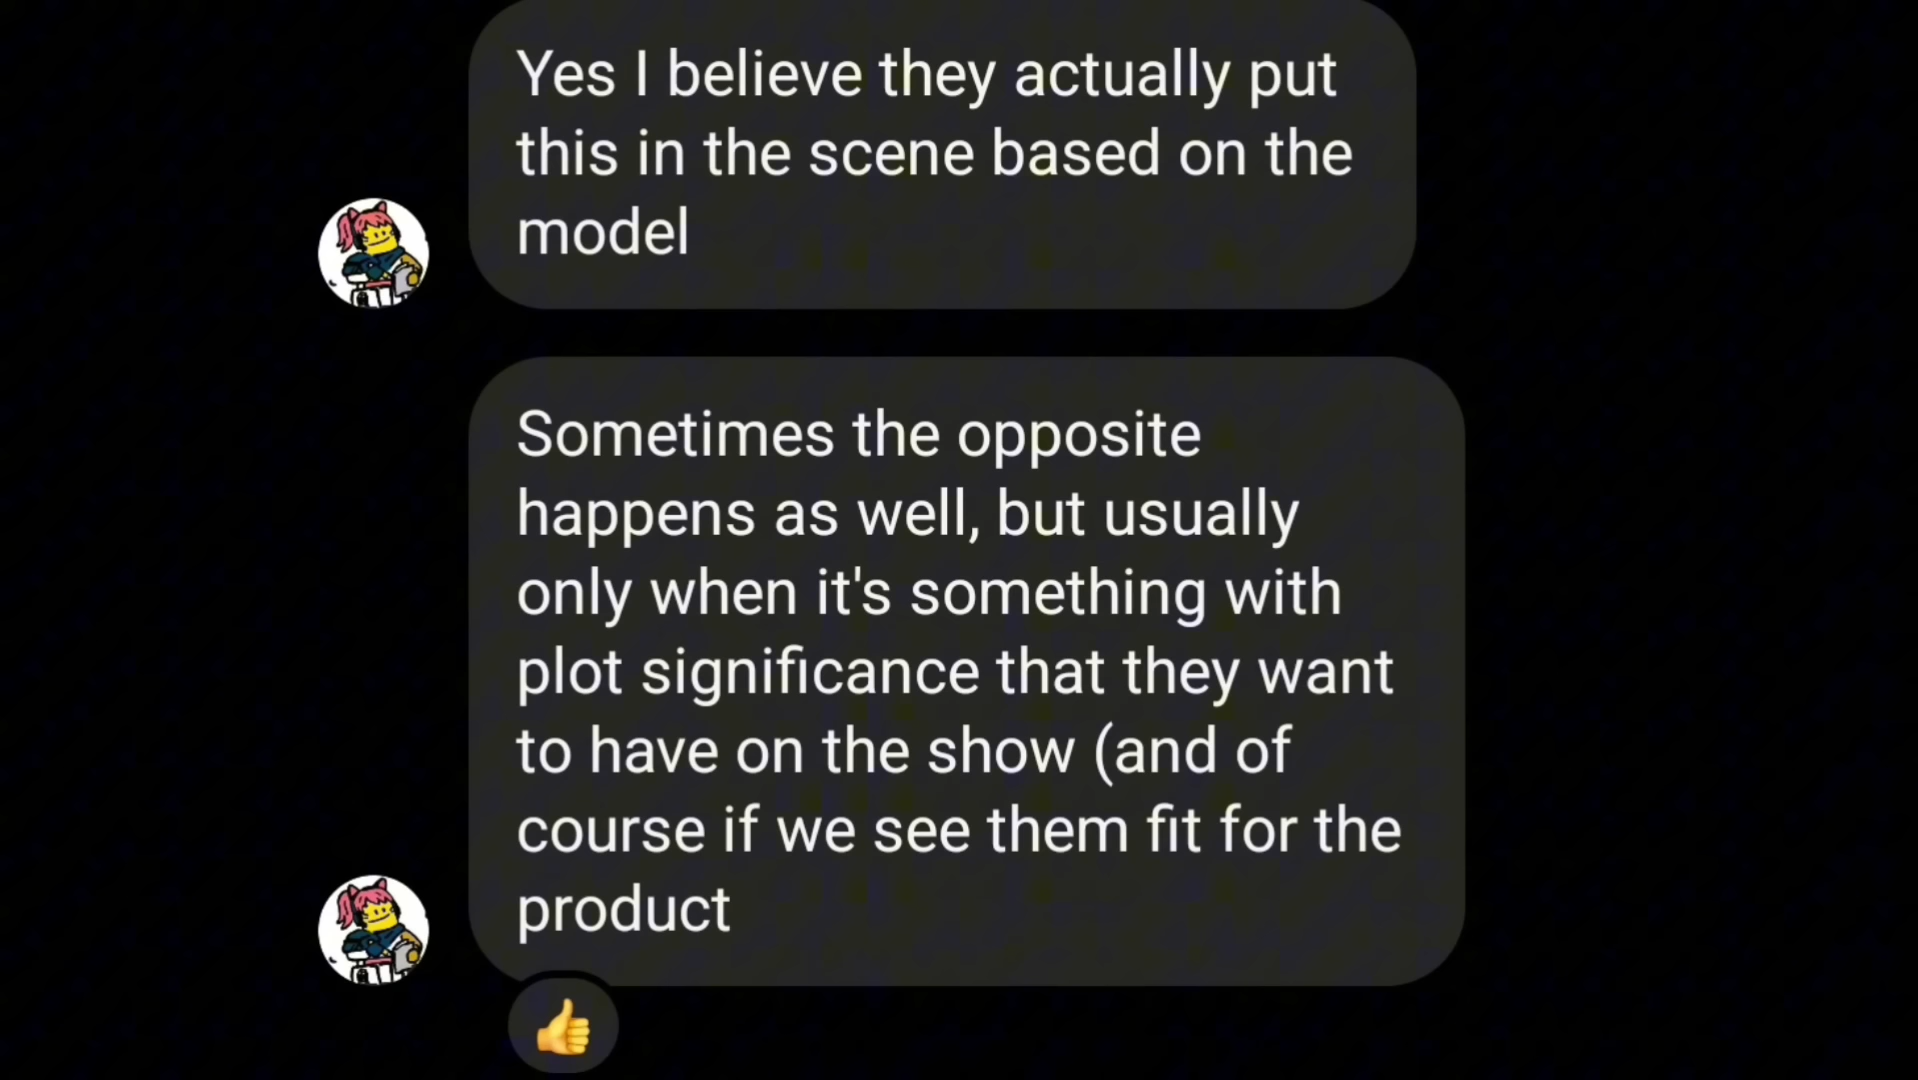 Yes I believe they actually put
this in the scene based on the
model
Sometimes the opposite
happens as well, but usually
only when it's something with
plot significance that they want
to have on the show (and of
course if we see them fit for the
product